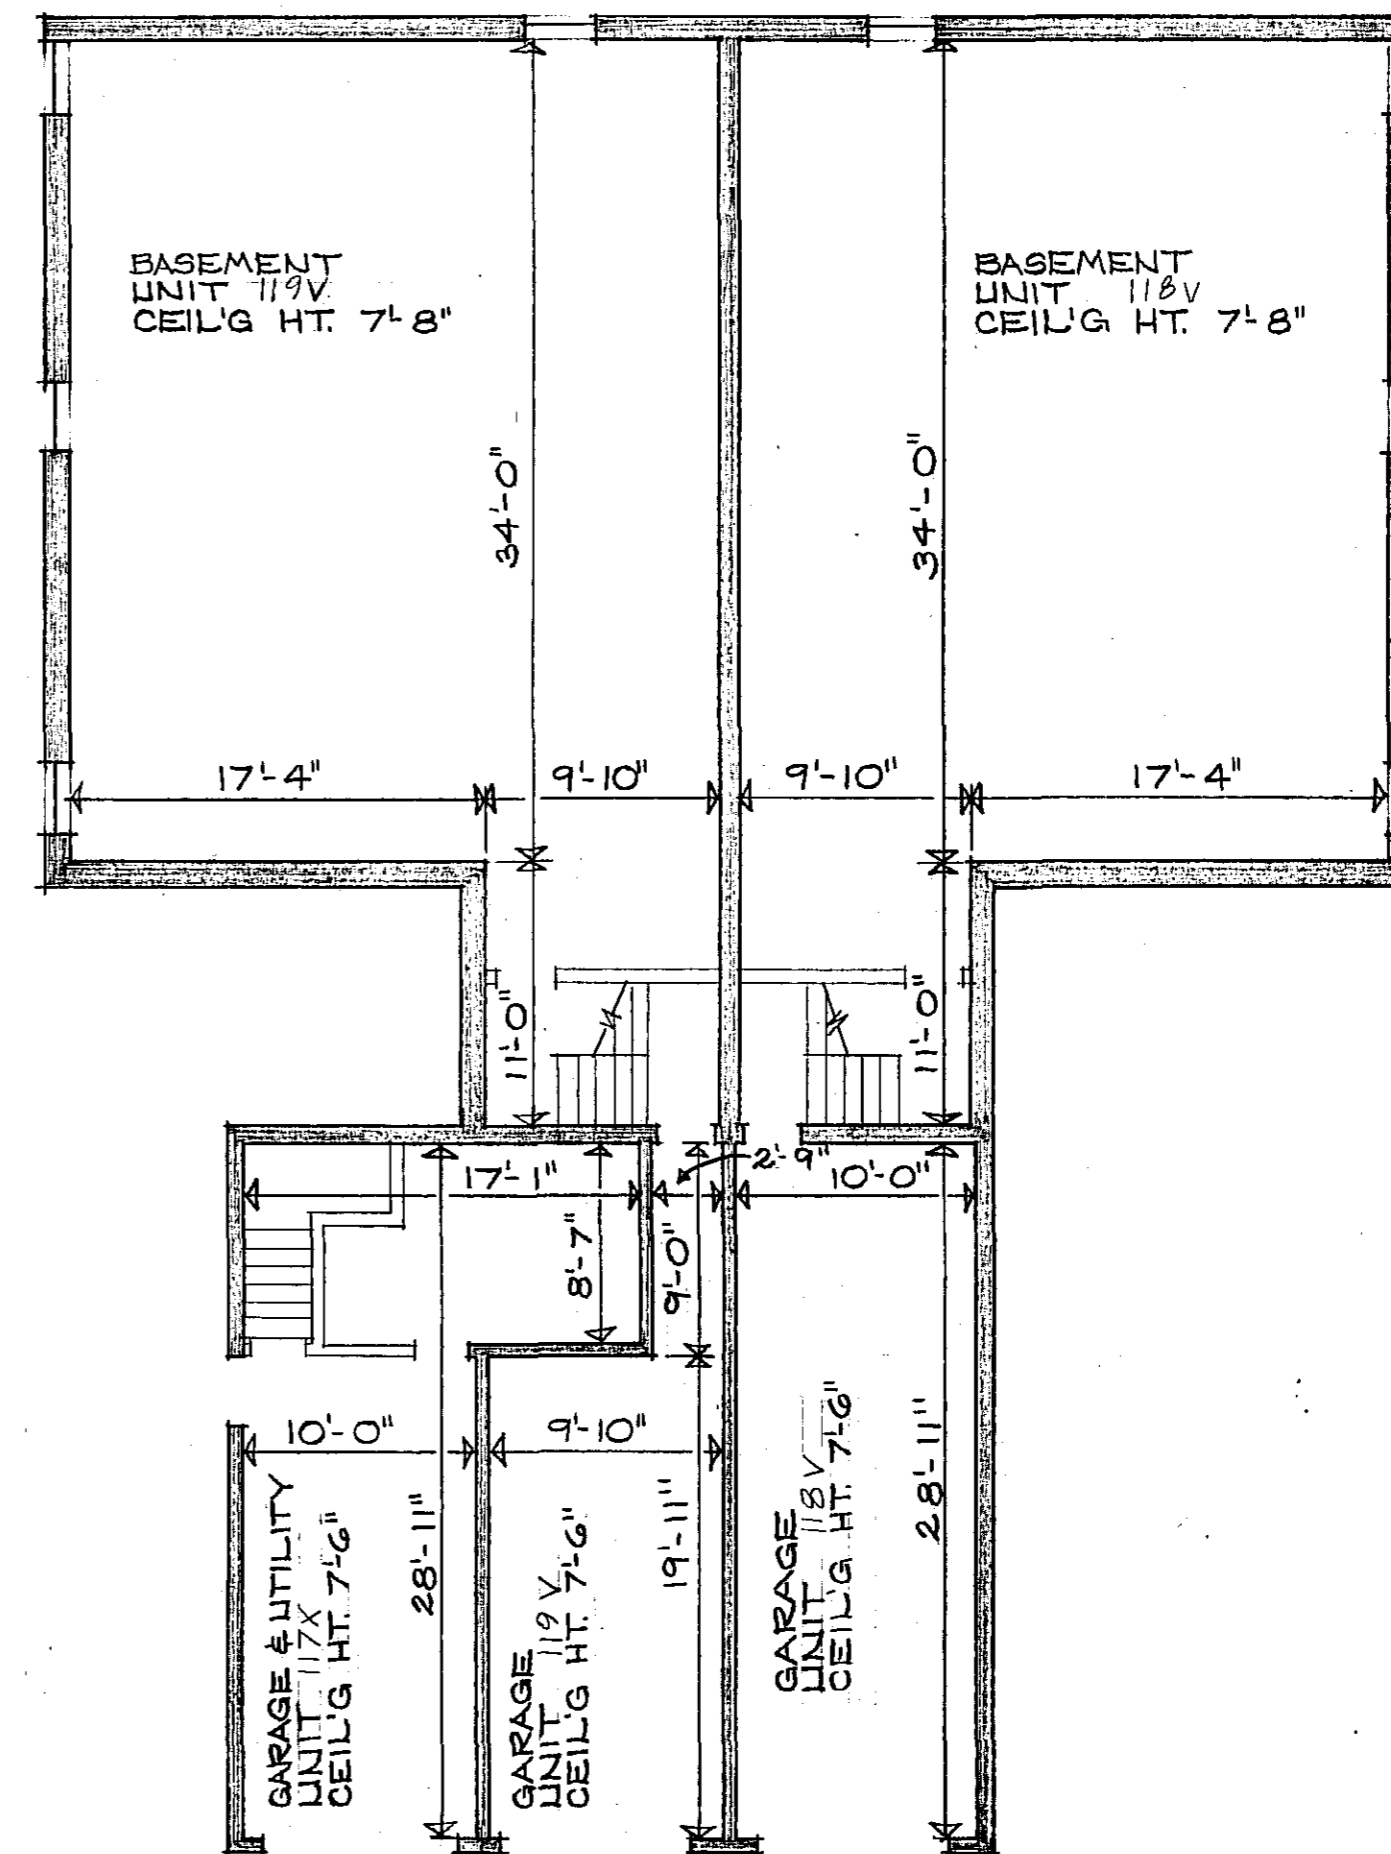 BASEMENT
UNIT 119V
CEIL'G HT. 7'-8"
BASEMENT
UNIT 118V
CEIL'G HT. 7'-8"
34'-0"
34'-0"
17'-4"
9'-10"
9'-10"
17'-4"
11'-0"
11'-0"
17'-1"
2'-9"
10'-0"
8'-7"
9'-0"
10'-0"
9'-10"
28'-11"
19'-11"
28'-11"
GARAGE & UTILITY
UNIT 117X
CEIL'G HT. 7'-6"
GARAGE
UNIT 119V
CEIL'G HT. 7'-6"
GARAGE
UNIT 118V
CEIL'G HT. 7'-6"